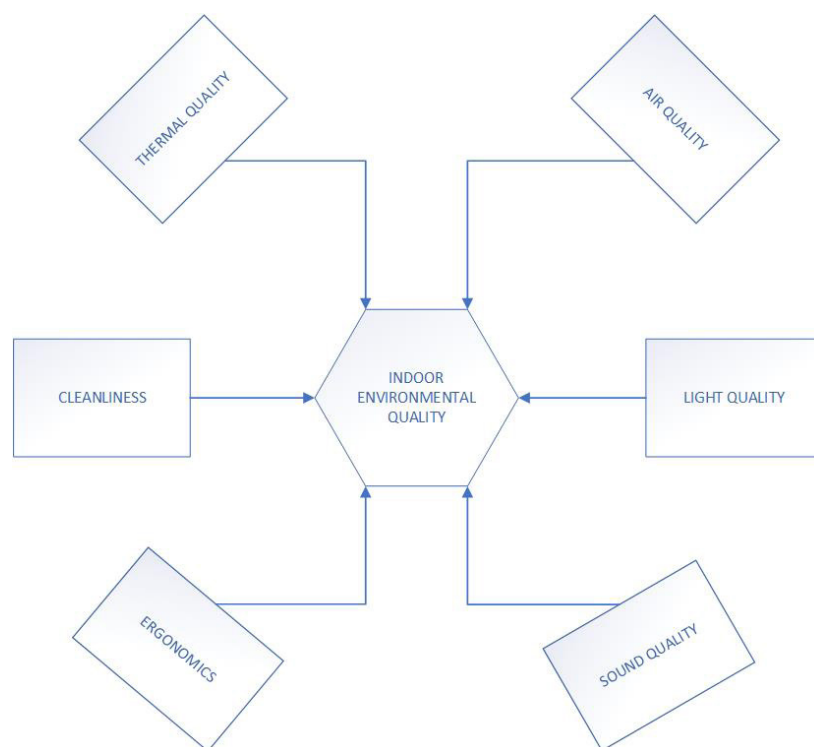 THERMAL QUALITY
AIR QUALITY
CLEANLINESS
INDOOR
ENVIRONMENTAL
QUALITY
LIGHT QUALITY
ERGONOMICS
SOUND QUALITY